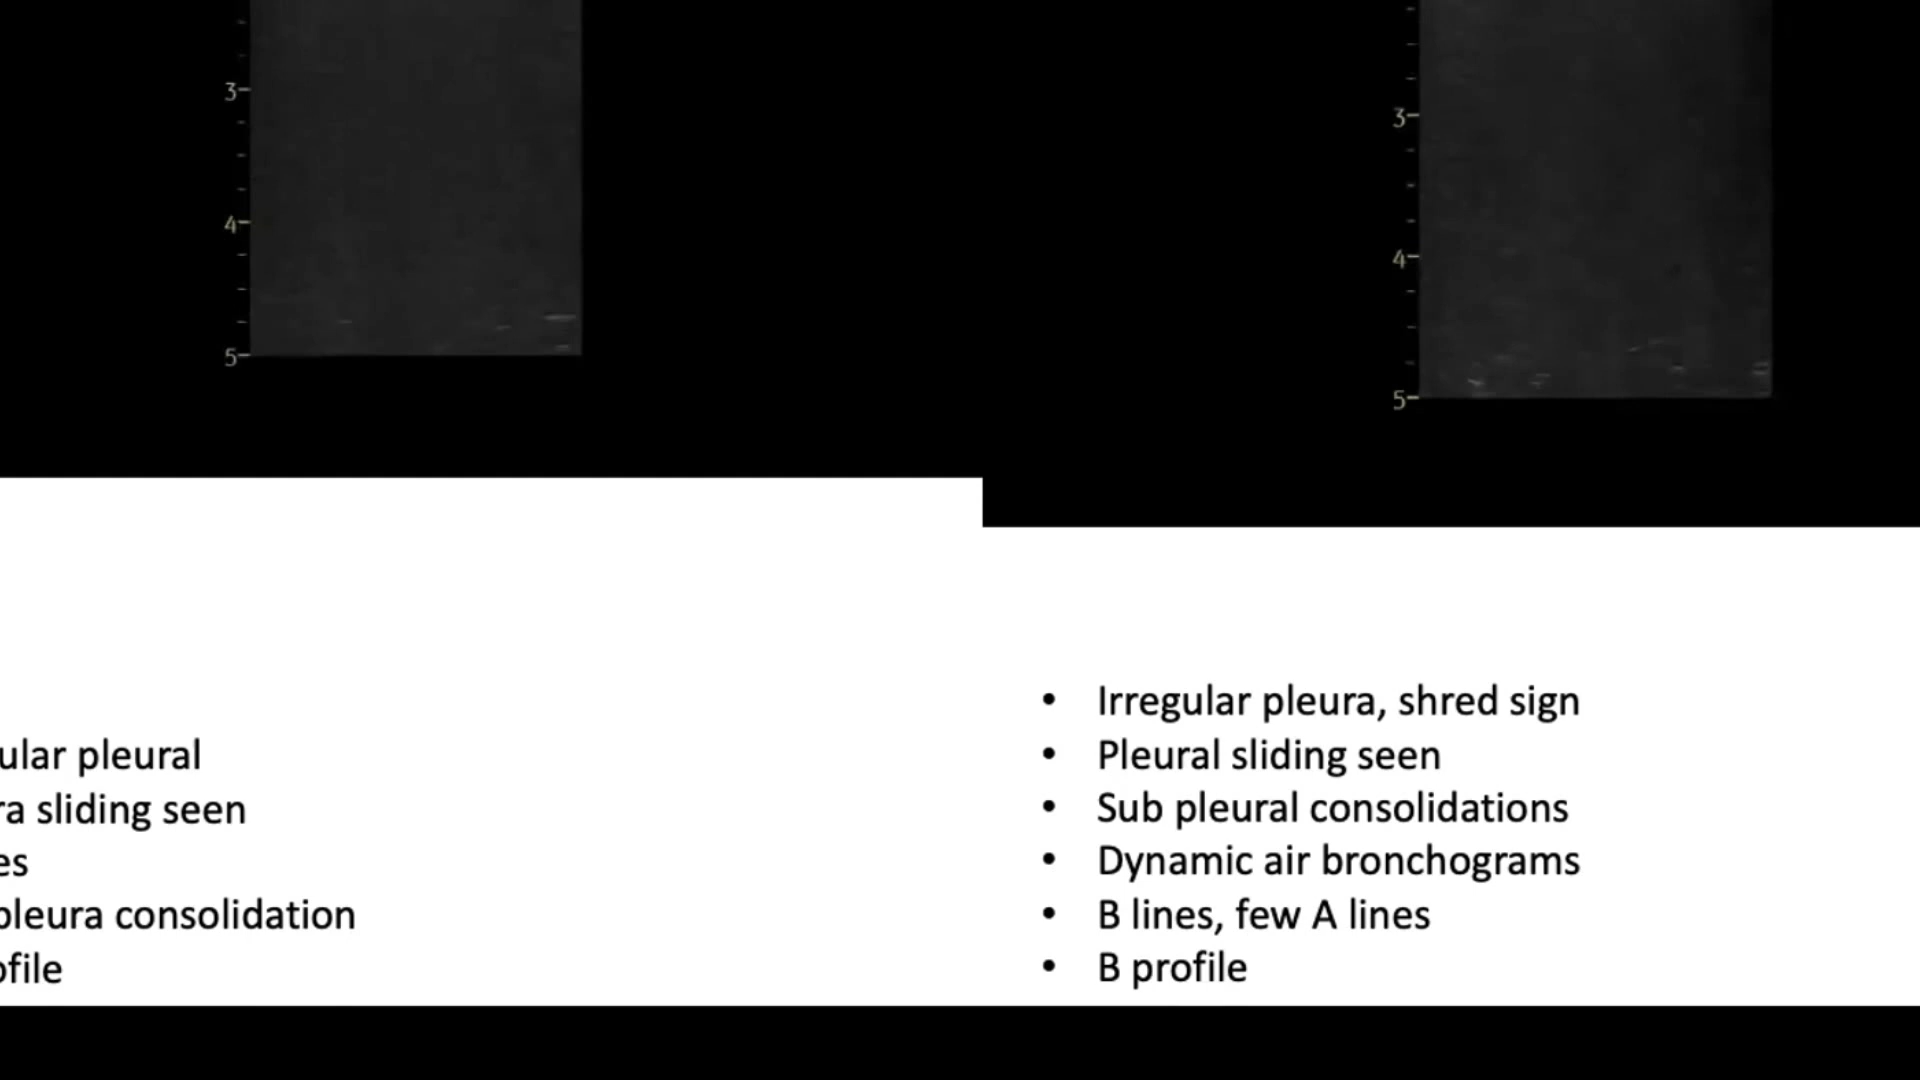 3
4
5
3
4
5
ular pleural
ra sliding seen
es
pleura consolidation
ofile
• Irregular pleura, shred sign
• Pleural sliding seen
• Sub pleural consolidations
• Dynamic air bronchograms
• B lines, few A lines
• B profile